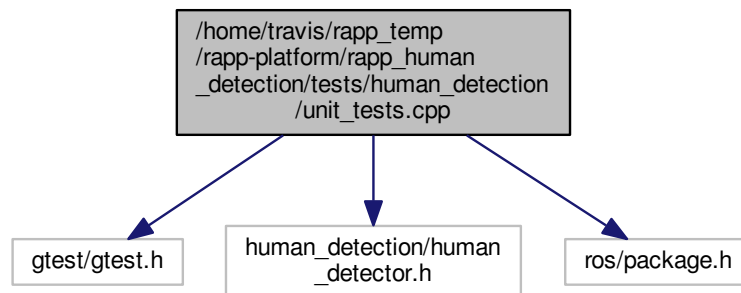 /home/travis/rapp_temp
/rapp-platform/rapp_human
_detection/tests/human_detection
/unit_tests.cpp
gtest/gtest.h
human_detection/human
_detector.h
ros/package.h